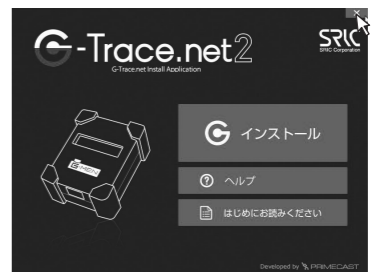 G-Trace.net2
G-Trace.net Install Application
SRIC
SRIC Corporation
G-MEN
インストール
ヘルプ
はじめにお読みください
Developed by PRIMECAST